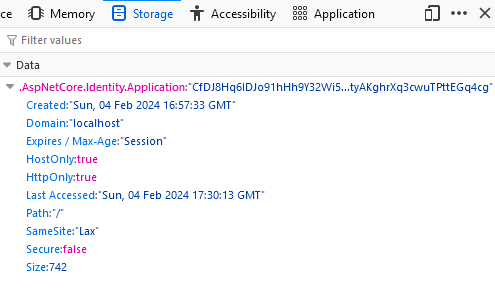 ce Memory Storage Accessibility Application
Filter values
Data
.AspNetCore.Identity.Application:"CfDJ8Hq6IDJo91hHh9Y32Wi5...tyAKghrXq3cwuTPttEGq4cg"
Created:"Sun, 04 Feb 2024 16:57:33 GMT"
Domain:"localhost"
Expires / Max-Age:"Session"
HostOnly:true
HttpOnly:true
Last Accessed:"Sun, 04 Feb 2024 17:30:13 GMT"
Path:"/"
SameSite:"Lax"
Secure:false
Size:742